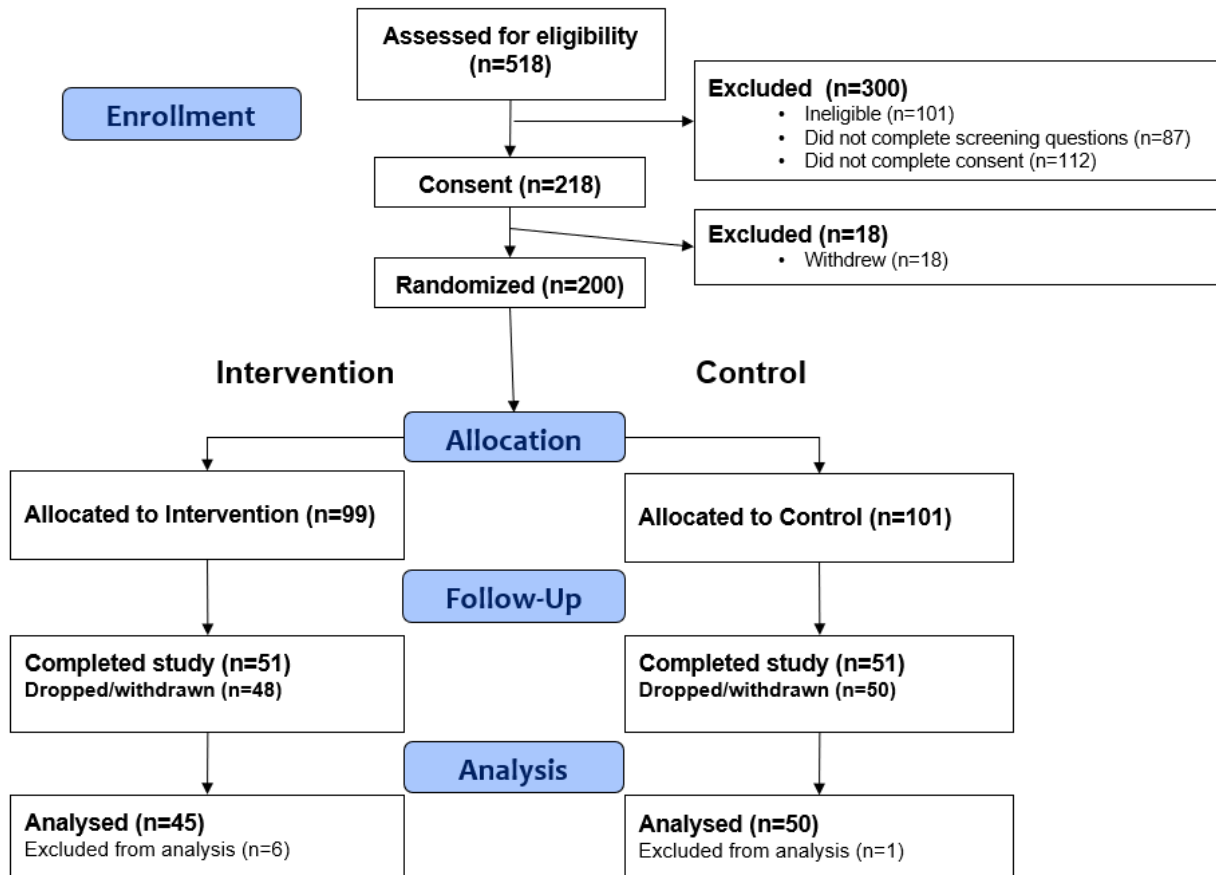 Assessed for eligibility
(n=518)
Enrollment
Excluded (n=300)
• Ineligible (n=101)
• Did not complete screening questions (n=87)
• Did not complete consent (n=112)
Consent (n=218)
Excluded (n=18)
• Withdrew (n=18)
Randomized (n=200)
Intervention
Control
Allocation
Allocated to Intervention (n=99)
Allocated to Control (n=101)
Follow-Up
Completed study (n=51)
Dropped/withdrawn (n=48)
Completed study (n=51)
Dropped/withdrawn (n=50)
Analysis
Analysed (n=45)
Excluded from analysis (n=6)
Analysed (n=50)
Excluded from analysis (n=1)